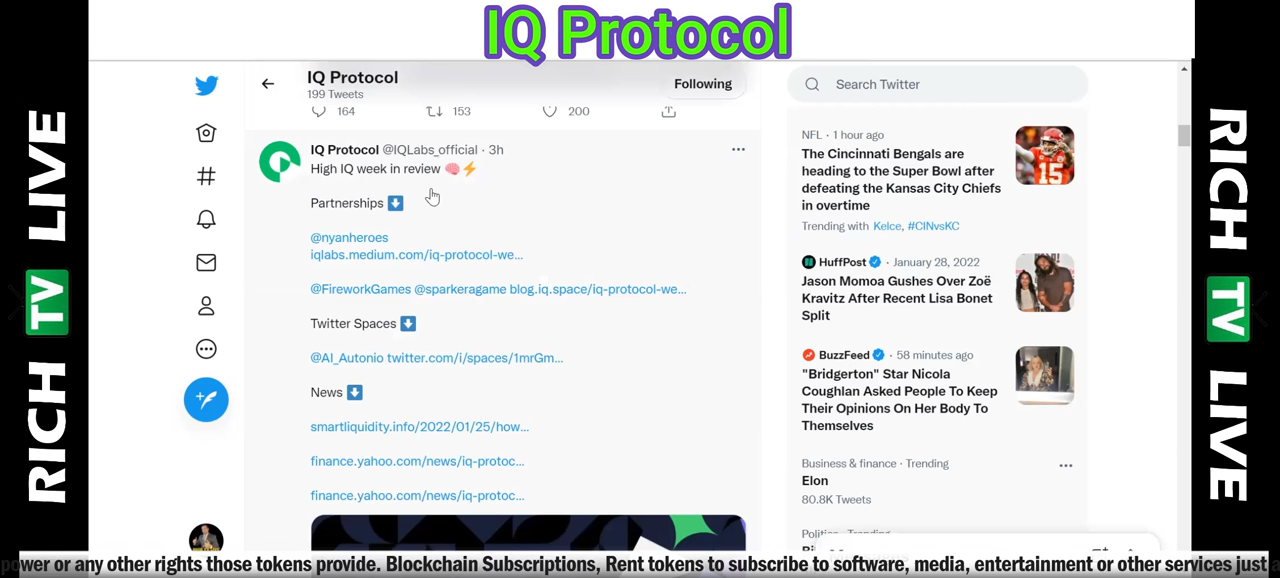 IQ Protocol
RICH TV LIVE
IQ Protocol
199 Tweets
Following
164
153
200
IQ Protocol @IQLabs_official · 3h
High IQ week in review 🧠⚡
Partnerships ⬇️
@nyanheroes
iqlabs.medium.com/iq-protocol-we...
@FireworkGames @sparkeragame blog.iq.space/iq-protocol-we...
Twitter Spaces ⬇️
@AI_Autonio twitter.com/i/spaces/1mrGm...
News ⬇️
smartliquidity.info/2022/01/25/how...
finance.yahoo.com/news/iq-protoc...
finance.yahoo.com/news/iq-protoc...
Search Twitter
NFL · 1 hour ago
The Cincinnati Bengals are
heading to the Super Bowl after
defeating the Kansas City Chiefs
in overtime
Trending with Kelce, #CINvsKC
HuffPost · January 28, 2022
Jason Momoa Gushes Over Zoë
Kravitz After Recent Lisa Bonet
Split
BuzzFeed · 58 minutes ago
"Bridgerton" Star Nicola
Coughlan Asked People To Keep
Their Opinions On Her Body To
Themselves
Business & finance · Trending
Elon
80.8K Tweets
RICH TV LIVE
power or any other rights those tokens provide. Blockchain Subscriptions, Rent tokens to subscribe to software, media, entertainment or other services just